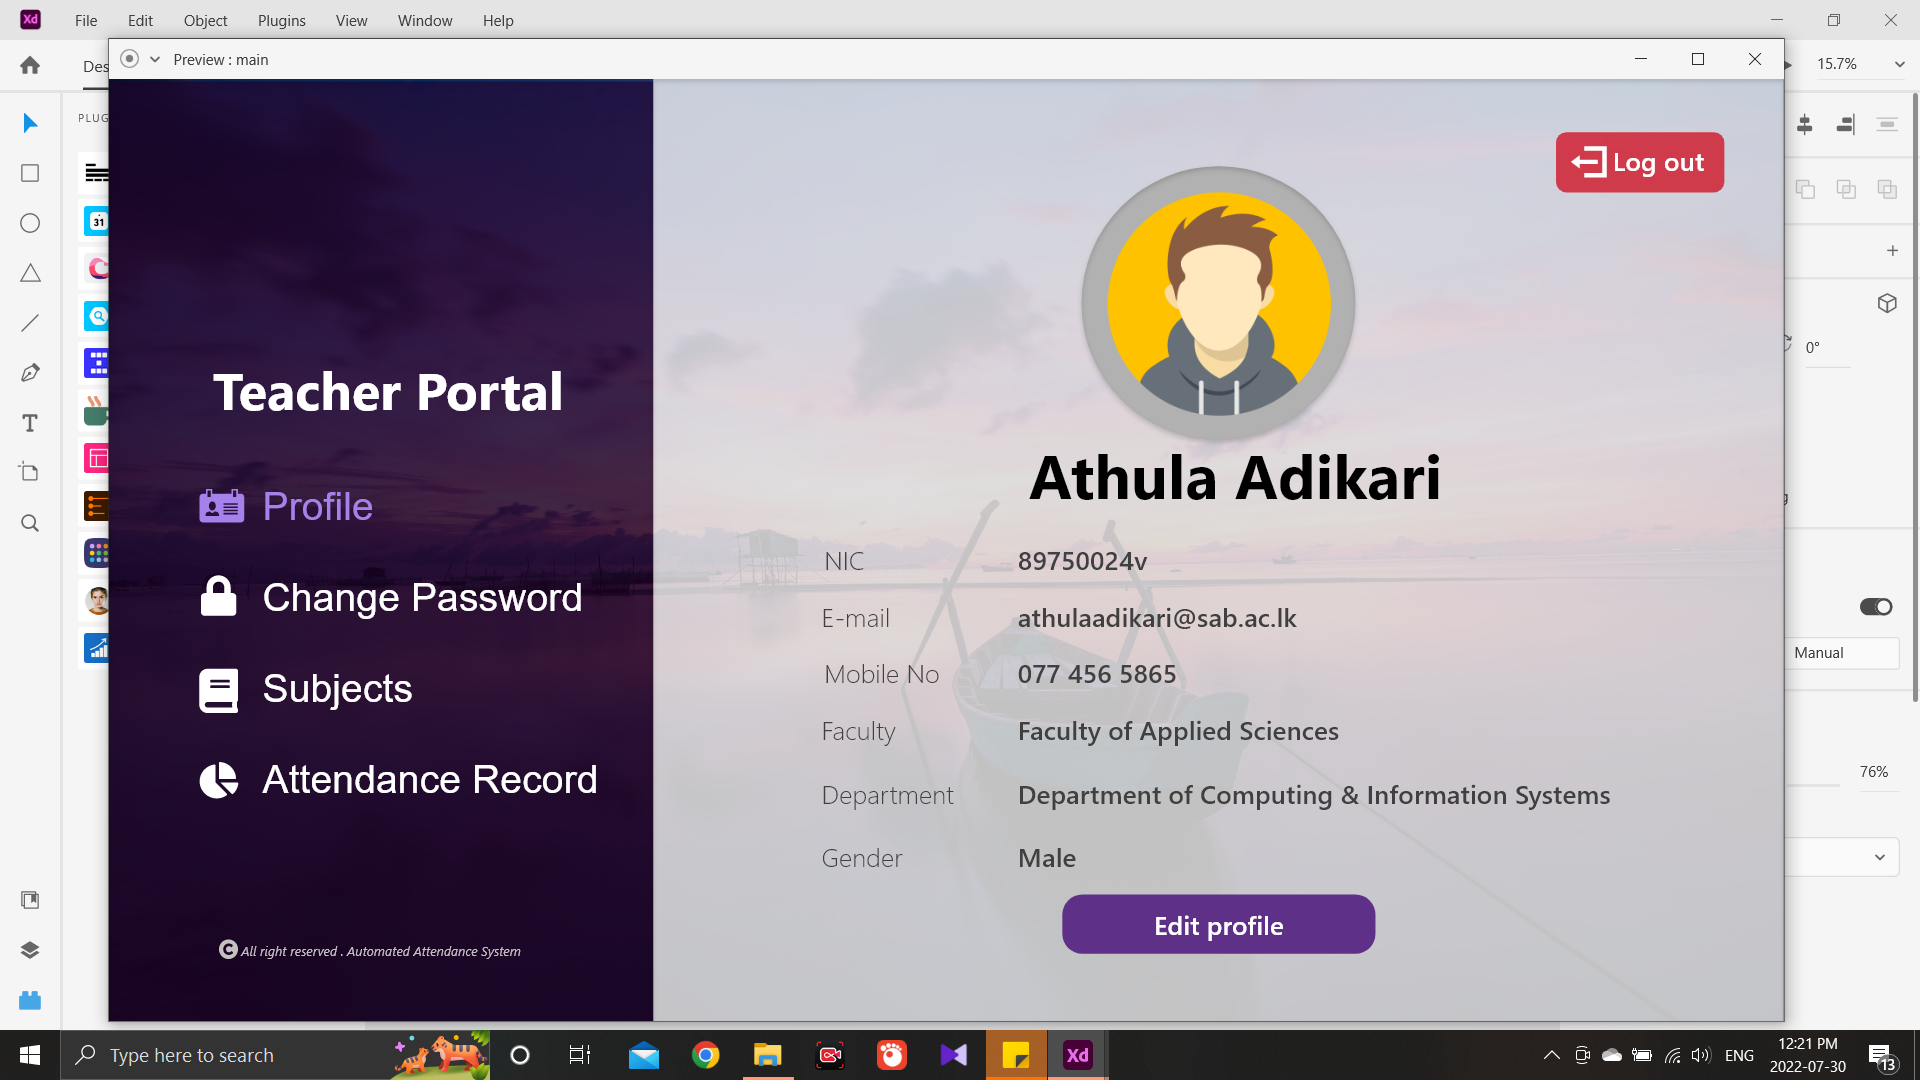 Xd File Edit Object Plugins View Window Help
Preview : main
Des
15.7%
PLUG
31
Log out
0°
Teacher Portal
Athula Adikari
Profile
NIC 89750024v
Change Password
E-mail athulaadikari@sab.ac.lk
Manual
Mobile No 077 456 5865
Subjects
Faculty Faculty of Applied Sciences
76%
Attendance Record
Department Department of Computing & Information Systems
Gender Male
Edit profile
C All right reserved . Automated Attendance System
Type here to search
Xd
ENG
12:21 PM
2022-07-30
13